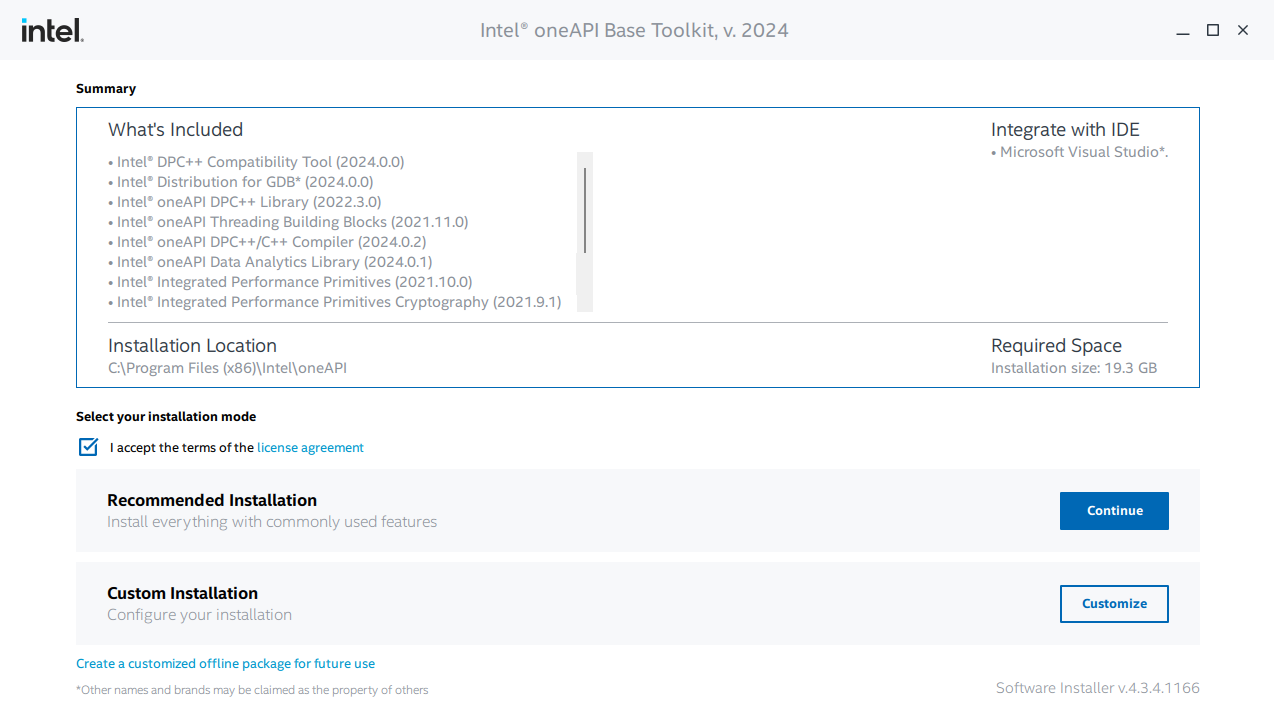 intel.
Intel® oneAPI Base Toolkit, v. 2024
Summary
What's Included
• Intel® DPC++ Compatibility Tool (2024.0.0)
• Intel® Distribution for GDB* (2024.0.0)
• Intel® oneAPI DPC++ Library (2022.3.0)
• Intel® oneAPI Threading Building Blocks (2021.11.0)
• Intel® oneAPI DPC++/C++ Compiler (2024.0.2)
• Intel® oneAPI Data Analytics Library (2024.0.1)
• Intel® Integrated Performance Primitives (2021.10.0)
• Intel® Integrated Performance Primitives Cryptography (2021.9.1)
Integrate with IDE
• Microsoft Visual Studio*.
Installation Location
C:\Program Files (x86)\Intel\oneAPI
Required Space
Installation size: 19.3 GB
Select your installation mode
I accept the terms of the license agreement
Recommended Installation
Install everything with commonly used features
Continue
Custom Installation
Configure your installation
Customize
Create a customized offline package for future use
*Other names and brands may be claimed as the property of others
Software Installer v.4.3.4.1166